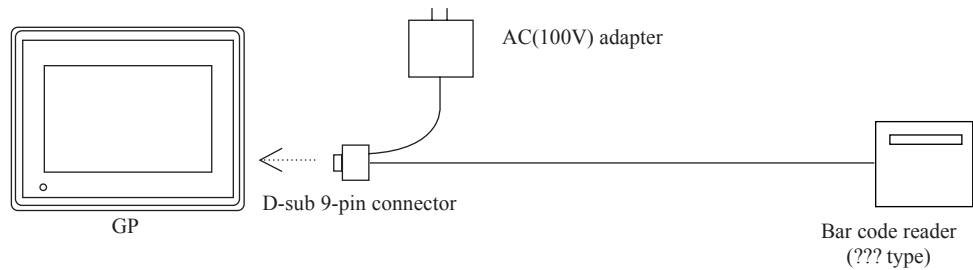 AC(100V) adapter
D-sub 9-pin connector
GP
Bar code reader
(??? type)